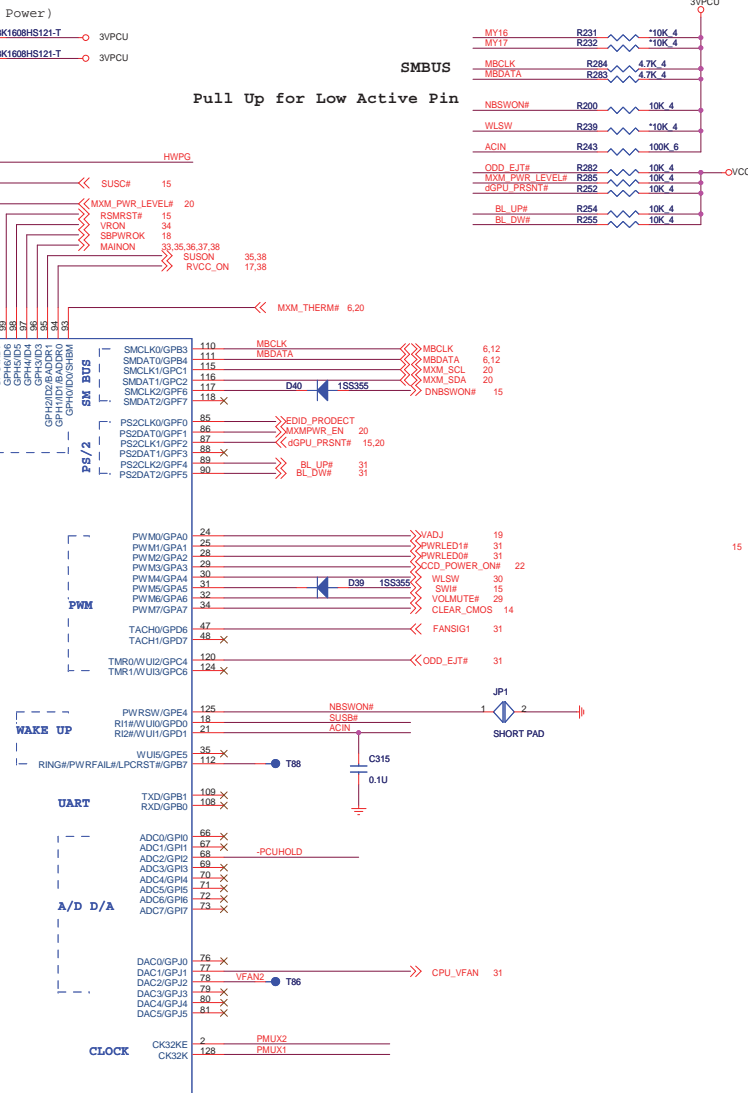 Power)
BK1608HS121-T 3VPCU
BK1608HS121-T 3VPCU
3VPCU
SMBUS
Pull Up for Low Active Pin
MY16 R231 *10K_4
MY17 R232 *10K_4
MBCLK R284 4.7K_4
MBDATA R283 4.7K_4
NBSWON# R200 10K_4
WLSW R239 *10K_4
ACIN R243 100K_6
ODD_EJT# R282 10K_4
MXM_PWR_LEVEL# R285 10K_4
dGPU_PRSNT# R252 10K_4
VCC
BL_UP# R254 10K_4
BL_DW# R255 10K_4
HWPG
SUSC# 15
MXM_PWR_LEVEL# 20
RSMRST# 15
VRON 34
SBPWROK 18
MAINON 33,35,36,37,38
SUSON 35,38
RVCC_ON 17,38
MXM_THERM# 6,20
99 98 97 96 95 94 93
GPH6/ID6
GPH5/ID5
GPH4/ID4
GPH3/ID3
GPH2/ID2/BADDR1
GPH1/ID1/BADDR0
GPH0/ID0/SHBM
SM BUS
SMCLK0/GPB3 110 MBCLK MBCLK 6,12
SMDAT0/GPB4 111 MBDATA MBDATA 6,12
SMCLK1/GPC1 115 MXM_SCL 20
SMDAT1/GPC2 116 MXM_SDA 20
SMCLK2/GPF6 117 D40 1SS355 DNBSWON# 15
SMDAT2/GPF7 118
PS/2
PS2CLK0/GPF0 85 EDID_PRODECT
PS2DAT0/GPF1 86 MXMPWR_EN 20
PS2CLK1/GPF2 87 dGPU_PRSNT# 15,20
PS2DAT1/GPF3 88
PS2CLK2/GPF4 89 BL_UP# 31
PS2DAT2/GPF5 90 BL_DW# 31
PWM
PWM0/GPA0 24 VADJ 19
PWM1/GPA1 25 PWRLED1# 31
15
PWM2/GPA2 28 PWRLED0# 31
PWM3/GPA3 29 CCD_POWER_ON# 22
PWM4/GPA4 30 WLSW 30
PWM5/GPA5 31 D39 1SS355 SWI# 15
PWM6/GPA6 32 VOLMUTE# 29
PWM7/GPA7 34 CLEAR_CMOS 14
TACH0/GPD6 47 FANSIG1 31
TACH1/GPD7 48
TMR0/WUI2/GPC4 120 ODD_EJT# 31
TMR1/WUI3/GPC6 124
WAKE UP
PWRSW/GPE4 125 NBSWON# 1 JP1 2
SHORT PAD
RI1#/WUI0/GPD0 18 SUSB#
RI2#/WUI1/GPD1 21 ACIN
WUI5/GPE5 35
RING#/PWRFAIL#/LPCRST#/GPB7 112 T88
C315
0.1U
UART
TXD/GPB1 109
RXD/GPB0 108
A/D D/A
ADC0/GPI0 66
ADC1/GPI1 67
ADC2/GPI2 68 -PCUHOLD
ADC3/GPI3 69
ADC4/GPI4 70
ADC5/GPI5 71
ADC6/GPI6 72
ADC7/GPI7 73
DAC0/GPJ0 76
DAC1/GPJ1 77 CPU_VFAN 31
DAC2/GPJ2 78 VFAN2 T86
DAC3/GPJ3 79
DAC4/GPJ4 80
DAC5/GPJ5 81
CLOCK
CK32KE 2 PMUX2
CK32K 128 PMUX1